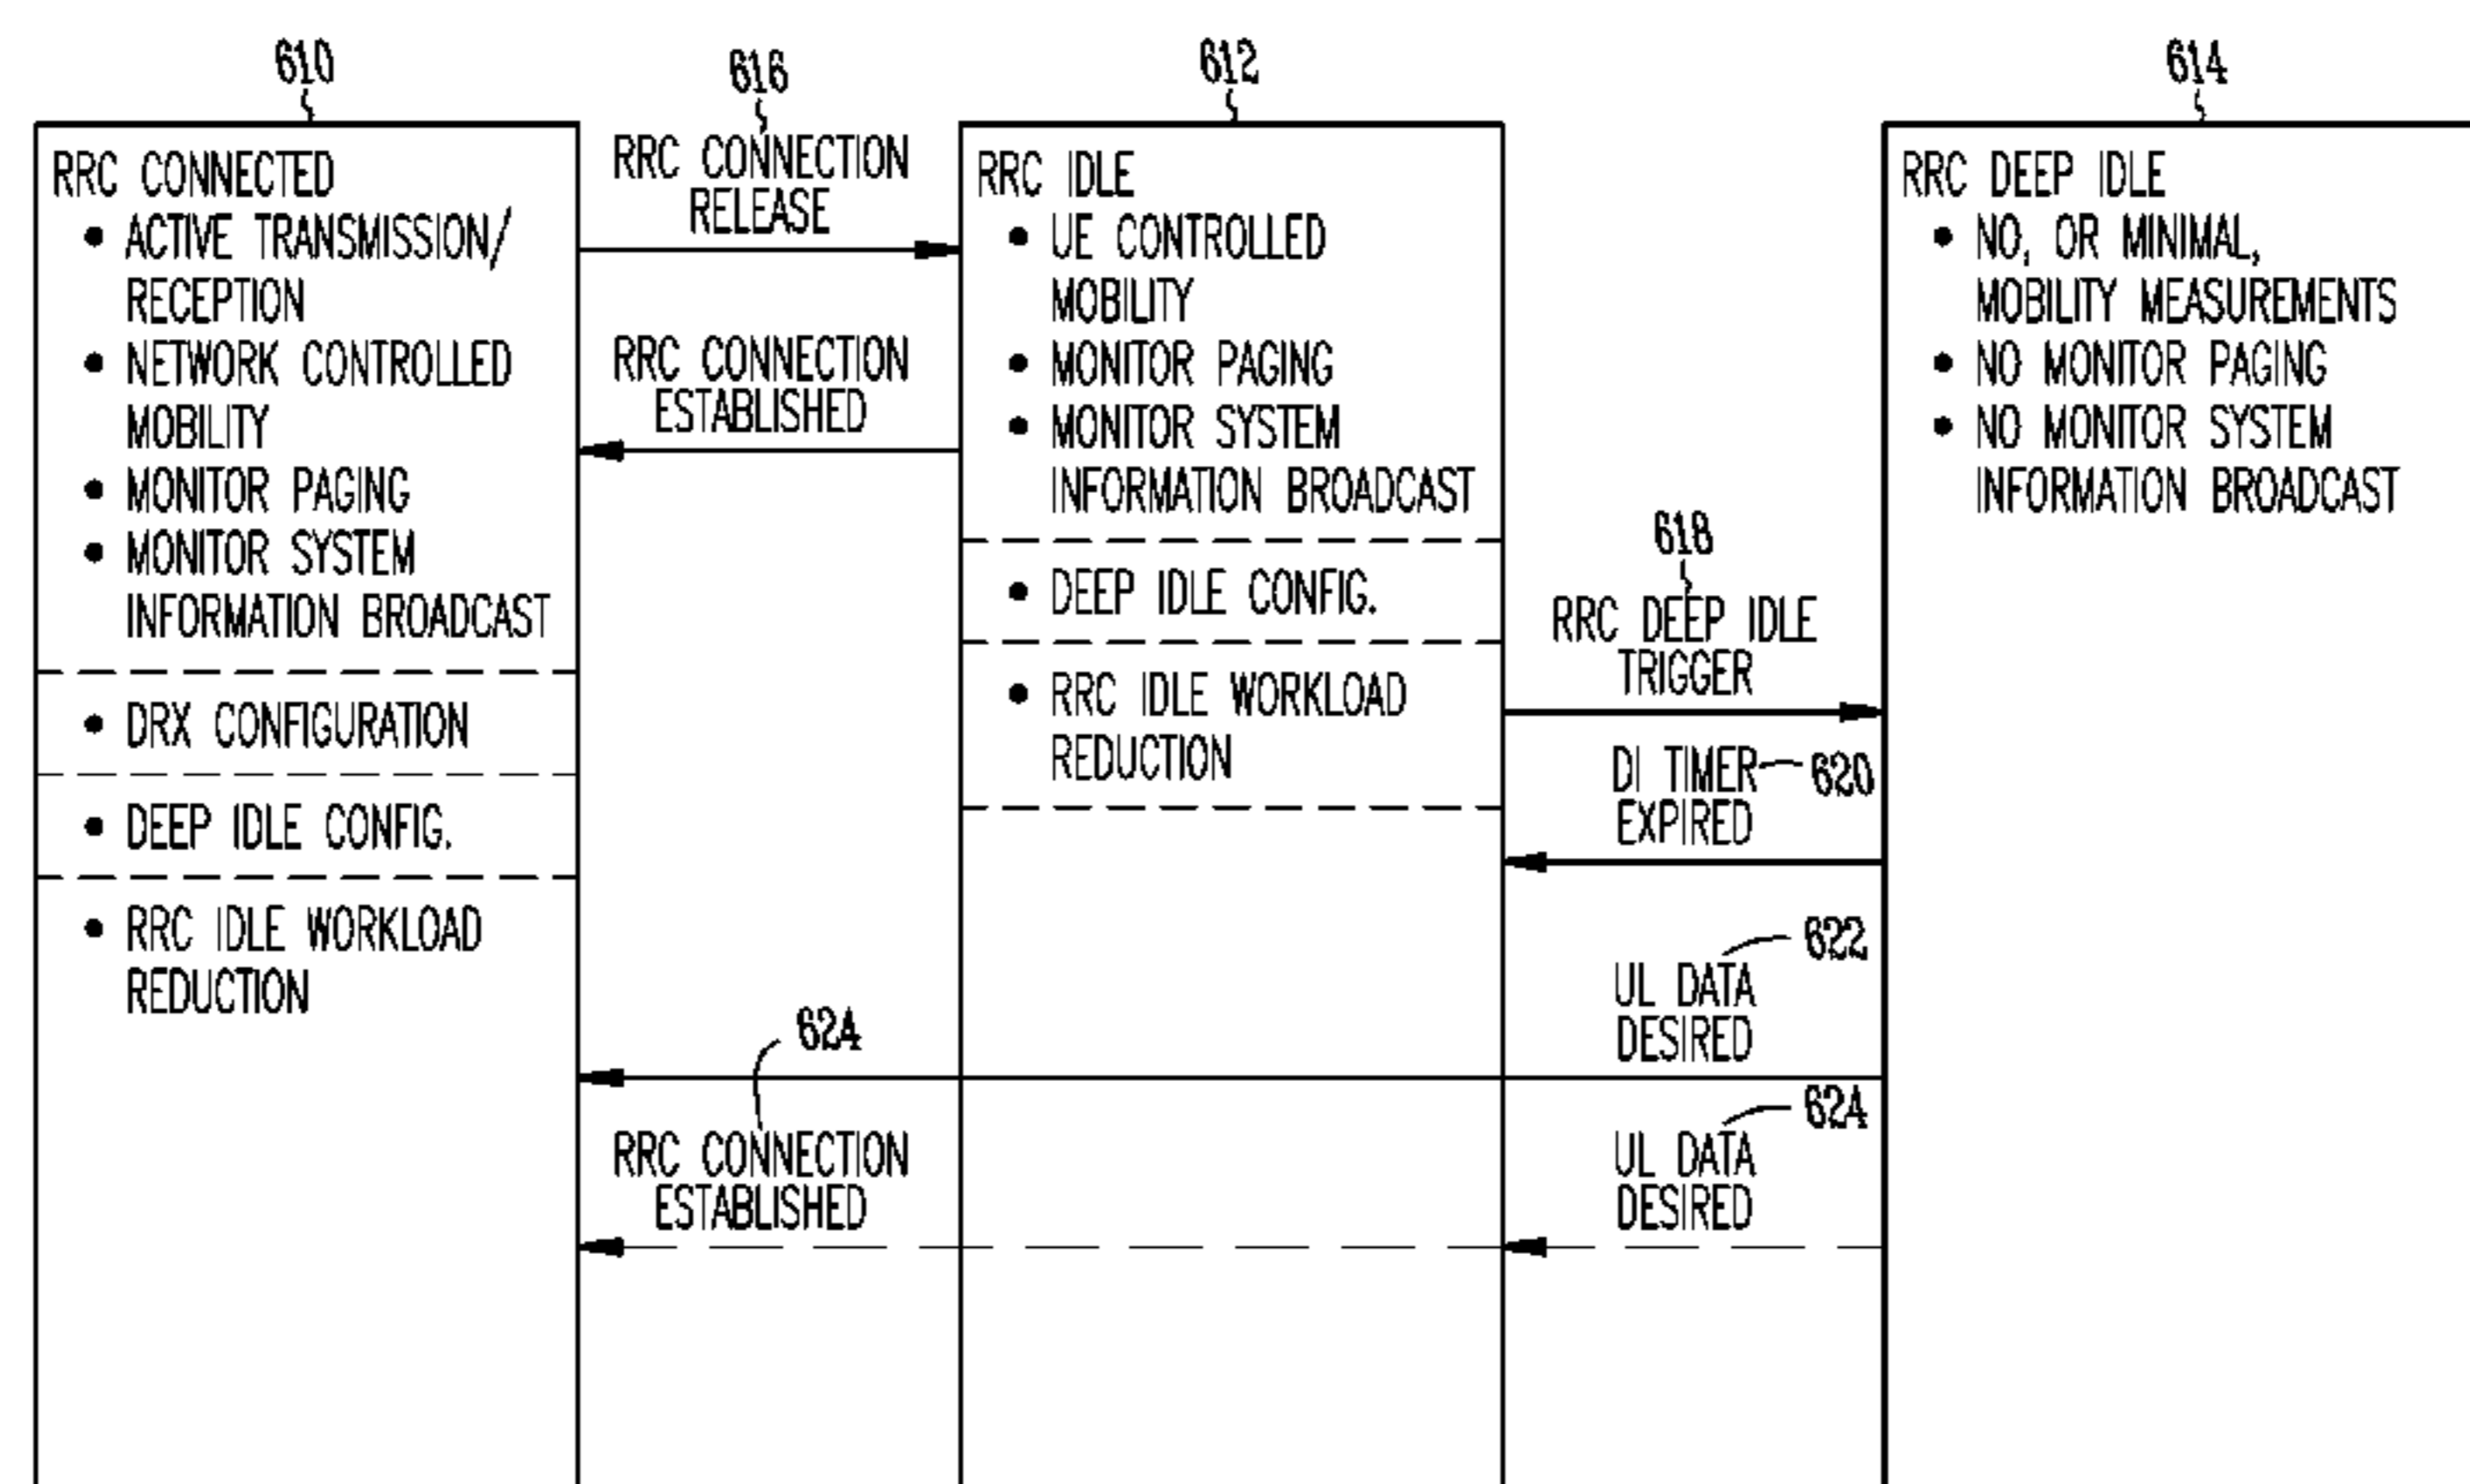 610
616
612
614
RRC CONNECTED
• ACTIVE TRANSMISSION/
RECEPTION
• NETWORK CONTROLLED
MOBILITY
• MONITOR PAGING
• MONITOR SYSTEM
INFORMATION BROADCAST
• DRX CONFIGURATION
• DEEP IDLE CONFIG.
• RRC IDLE WORKLOAD
REDUCTION
RRC CONNECTION
RELEASE
RRC CONNECTION
ESTABLISHED
624
RRC CONNECTION
ESTABLISHED
RRC IDLE
• UE CONTROLLED
MOBILITY
• MONITOR PAGING
• MONITOR SYSTEM
INFORMATION BROADCAST
• DEEP IDLE CONFIG.
• RRC IDLE WORKLOAD
REDUCTION
618
RRC DEEP IDLE
TRIGGER
DI TIMER 620
EXPIRED
622
UL DATA
DESIRED
624
UL DATA
DESIRED
RRC DEEP IDLE
• NO, OR MINIMAL,
MOBILITY MEASUREMENTS
• NO MONITOR PAGING
• NO MONITOR SYSTEM
INFORMATION BROADCAST